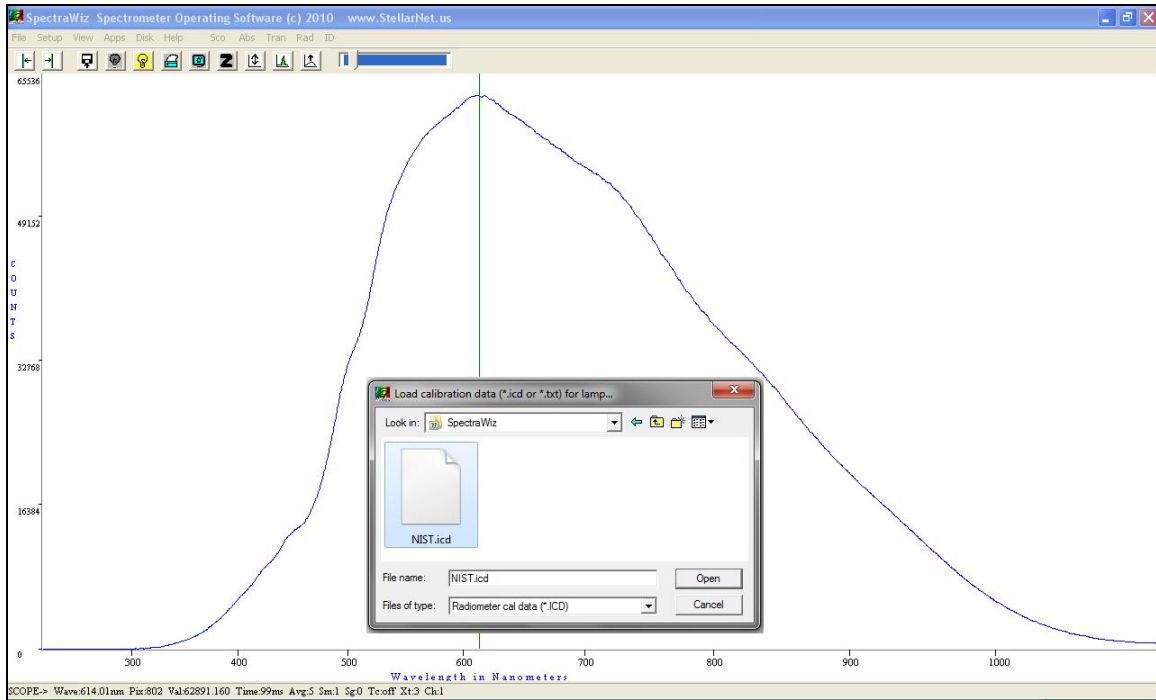 SpectraWiz Spectrometer Operating Software (c) 2010 www.StellarNet.us
File Setup View Apps Disk Help Sco Abs Tran Rad ID
Z
65536
49152
COUNTS
32768
16384
0
300 400 500 600 700 800 900 1000
Wavelength in Nanometers
Load calibration data (*.icd or *.txt) for lamp...
Look in: SpectraWiz
NIST.icd
File name: NIST.icd Open
Files of type: Radiometer cal data (*.ICD) Cancel
SCOPE-> Wave:614.01nm Pix:802 Val:62891.160 Time:99ms Avg:5 Sm:1 Sg:0 Tc:off Xt:3 Ch:1